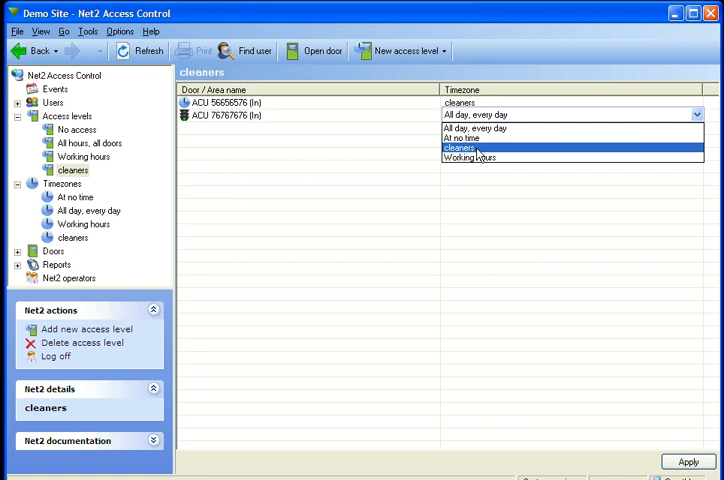 Demo Site - Net2 Access Control
File View Go Tools Options Help
Back Refresh Print Find user Open door New access level
Net2 Access Control
Events
Users
Access levels
No access
All hours, all doors
Working hours
cleaners
Timezones
At no time
All day, every day
Working hours
cleaners
Doors
Reports
Net2 operators
Net2 actions
Add new access level
Delete access level
Log off
Net2 details
cleaners
Net2 documentation
cleaners
Door / Area name Timezone
ACU 56656576 (In) cleaners
ACU 76767676 (In) All day, every day
All day, every day
At no time
cleaners
Working hours
Apply